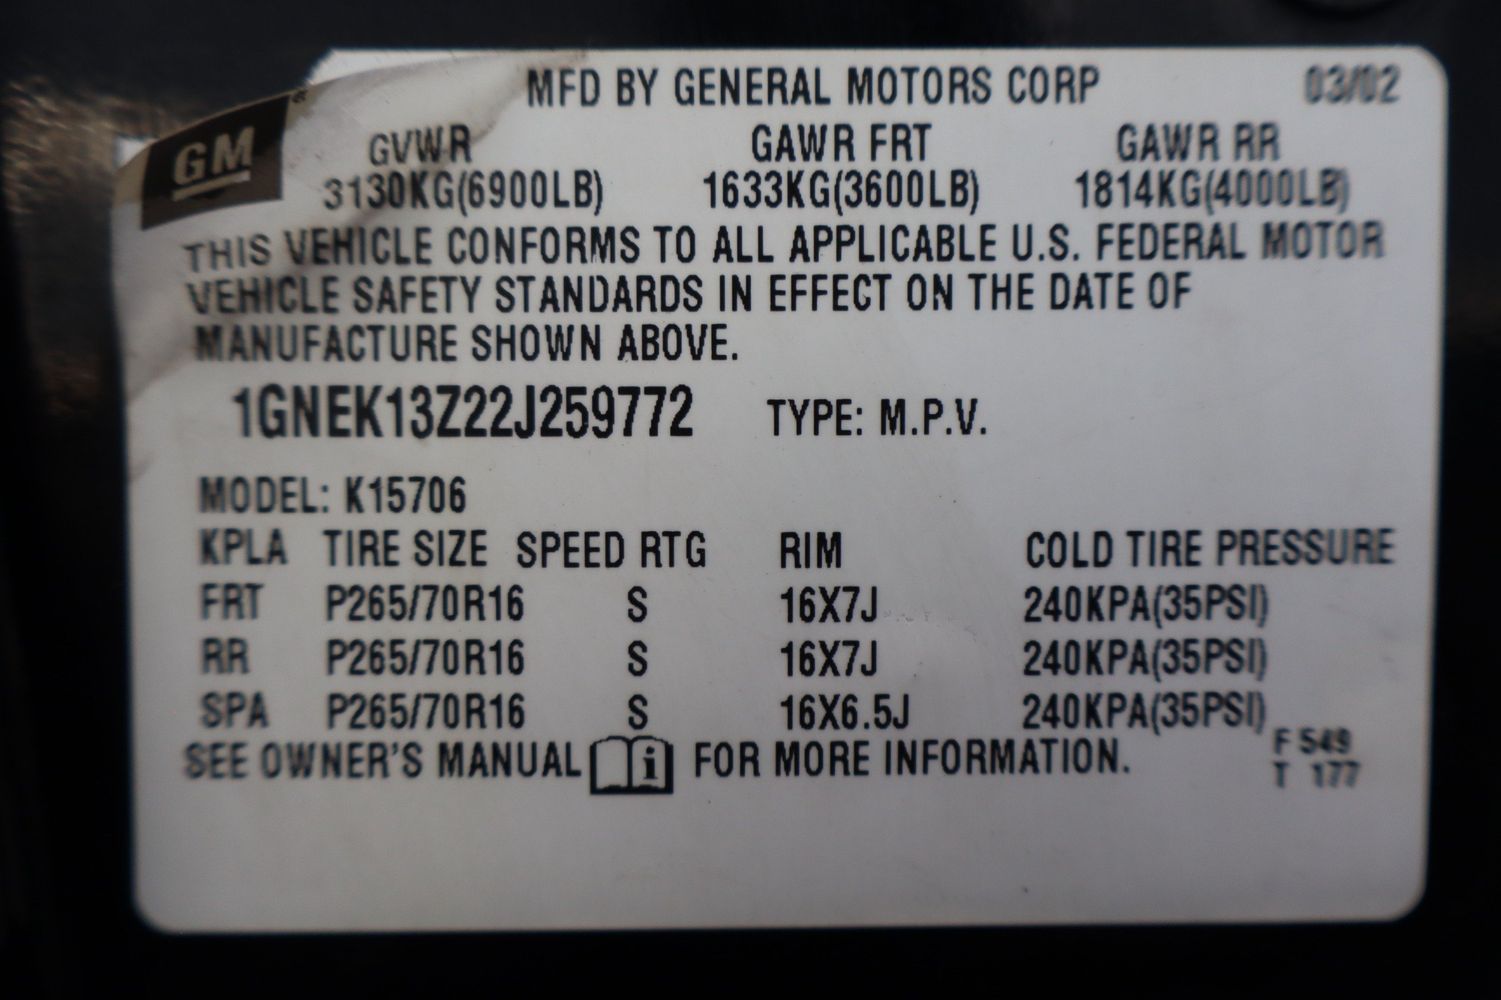 MFD BY GENERAL MOTORS CORP 03/02
GM
GVWR GAWR FRT GAWR RR
3130KG(6900LB) 1633KG(3600LB) 1814KG(4000LB)
THIS VEHICLE CONFORMS TO ALL APPLICABLE U.S. FEDERAL MOTOR
VEHICLE SAFETY STANDARDS IN EFFECT ON THE DATE OF
MANUFACTURE SHOWN ABOVE.
1GNEK13Z22J259772 TYPE: M.P.V.
MODEL: K15706
KPLA TIRE SIZE SPEED RTG RIM COLD TIRE PRESSURE
FRT P265/70R16 S 16X7J 240KPA(35PSI)
RR P265/70R16 S 16X7J 240KPA(35PSI)
SPA P265/70R16 S 16X6.5J 240KPA(35PSI)
SEE OWNER'S MANUAL i FOR MORE INFORMATION.
F 549
T 177